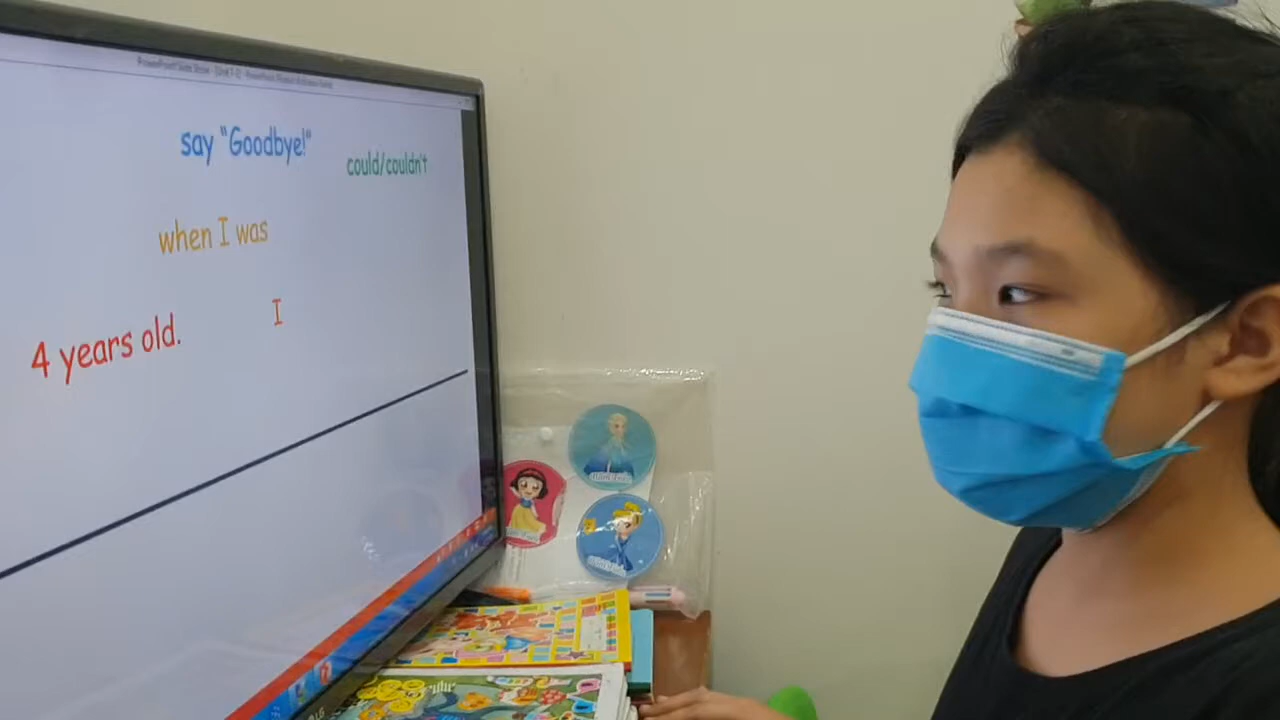 say "Goodbye!"
could/couldn't
when I was
4 years old.
I